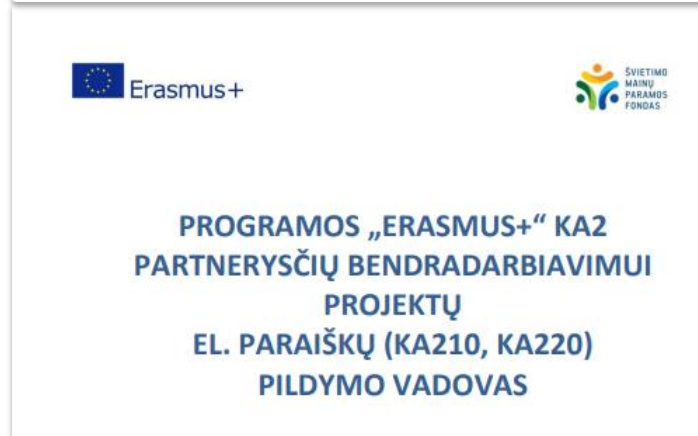 Erasmus+
ŠVIETIMO
MAINŲ
PARAMOS
FONDAS
PROGRAMOS „ERASMUS+“ KA2
PARTNERYSČIŲ BENDRADARBIAVIMUI
PROJEKTŲ
EL. PARAIŠKŲ (KA210, KA220)
PILDYMO VADOVAS